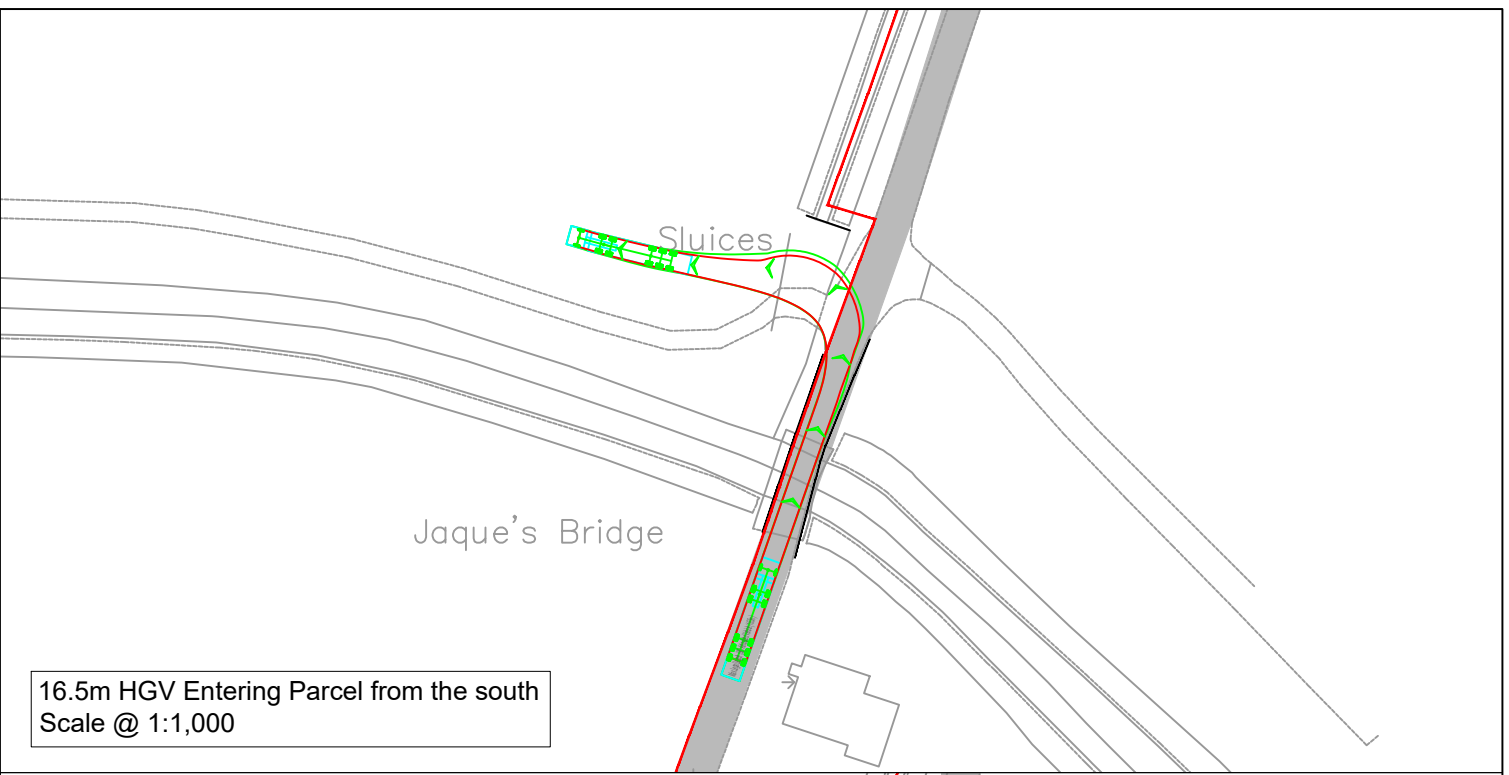 Sluices
Jaque's Bridge
16.5m HGV Entering Parcel from the south
Scale @ 1:1,000